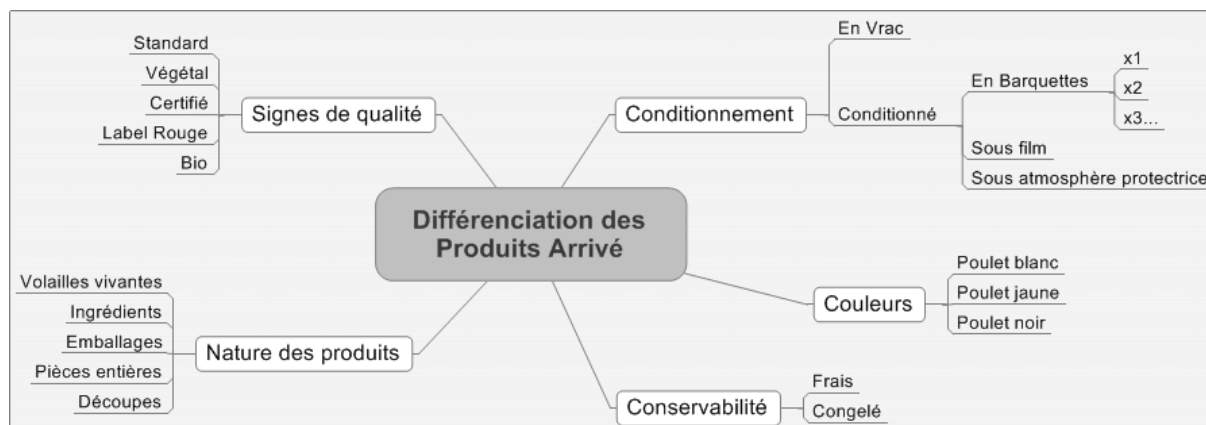 Standard
Végétal
Certifié
Label Rouge
Bio
Signes de qualité
Conditionnement
En Vrac
Conditionné
En Barquettes
x1
x2
x3...
Sous film
Sous atmosphère protectrice
Différenciation des
Produits Arrivé
Volailles vivantes
Ingrédients
Emballages
Pièces entières
Découpes
Nature des produits
Couleurs
Poulet blanc
Poulet jaune
Poulet noir
Conservabilité
Frais
Congelé